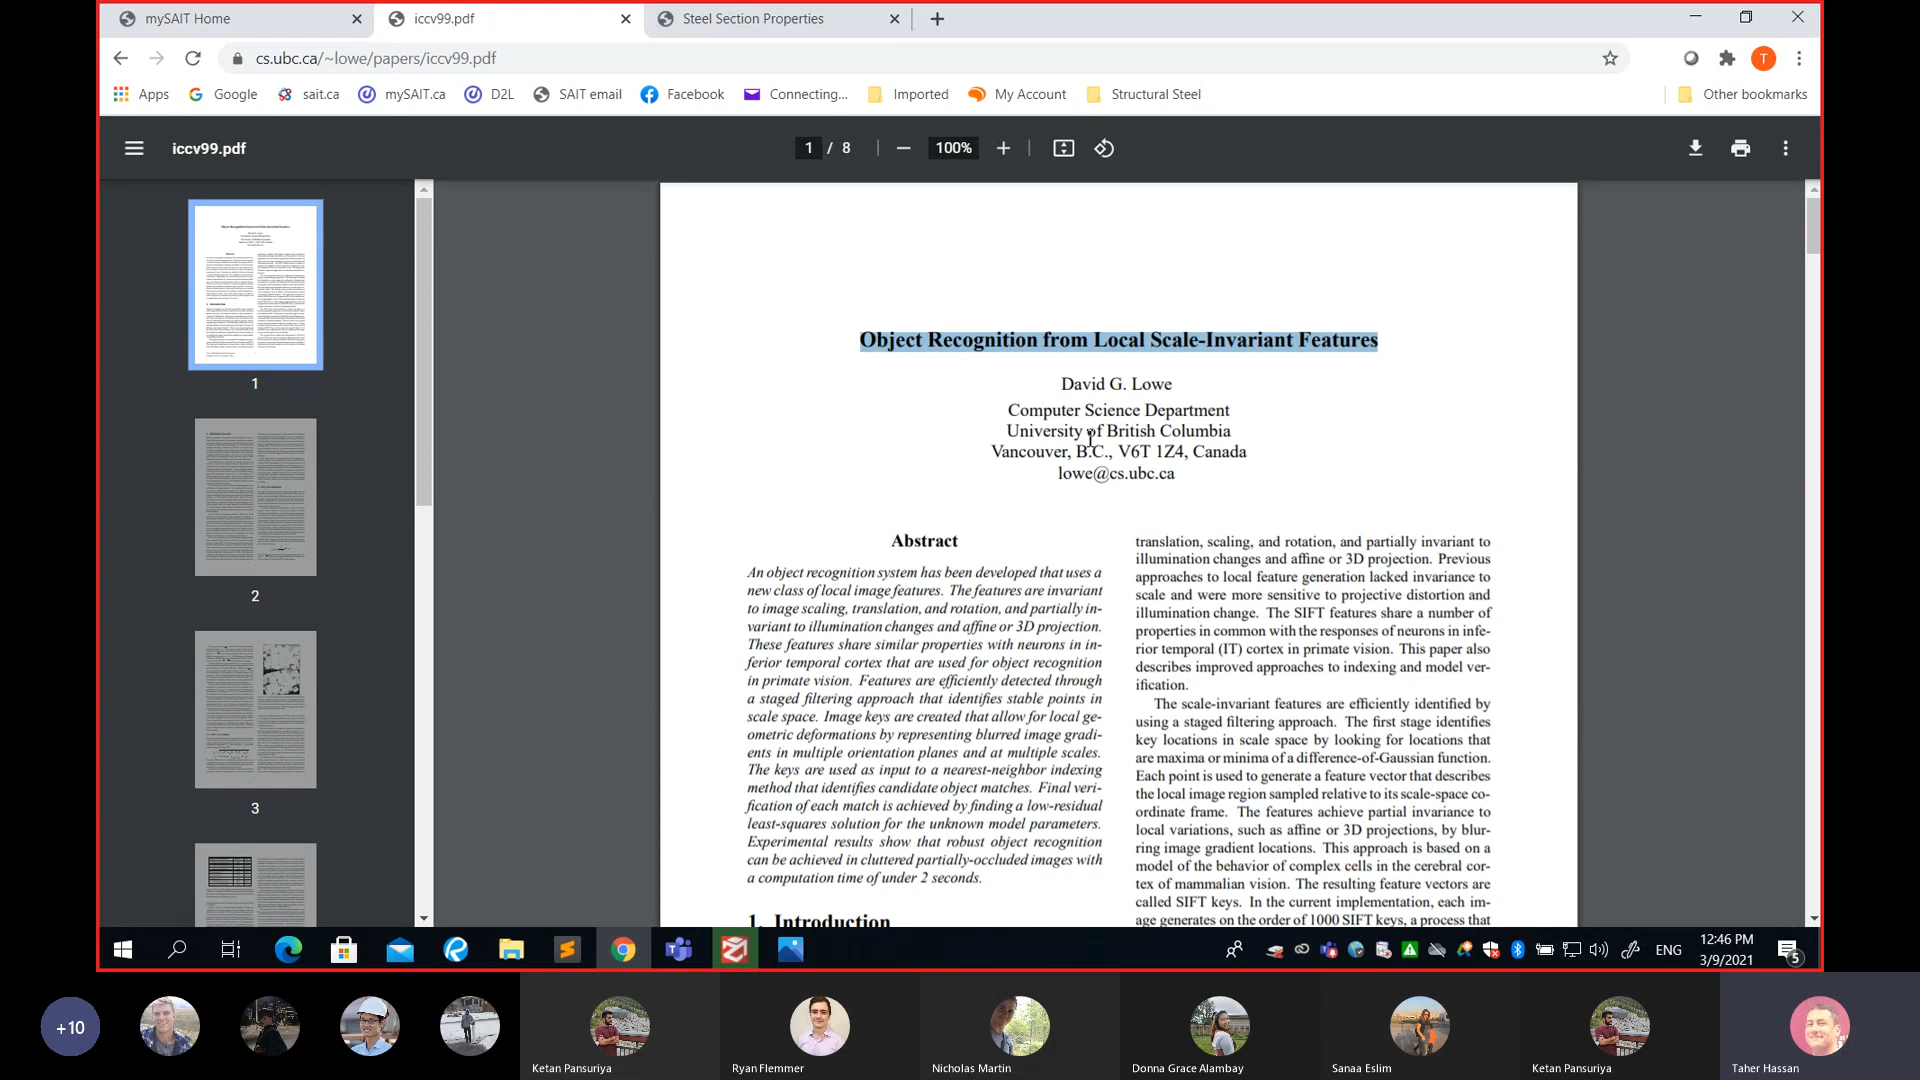 mySAIT Home
iccv99.pdf
Steel Section Properties
cs.ubc.ca/~lowe/papers/iccv99.pdf
T
Apps
Google
sait.ca
mySAIT.ca
D2L
SAIT email
Facebook
Connecting...
Imported
My Account
Structural Steel
Other bookmarks
iccv99.pdf
1 / 8
100%
1
2
3
Object Recognition from Local Scale-Invariant Features
David G. Lowe
Computer Science Department
University of British Columbia
Vancouver, B.C., V6T 1Z4, Canada
lowe@cs.ubc.ca
Abstract
An object recognition system has been developed that uses a
new class of local image features. The features are invariant
to image scaling, translation, and rotation, and partially in-
variant to illumination changes and affine or 3D projection.
These features share similar properties with neurons in in-
ferior temporal cortex that are used for object recognition
in primate vision. Features are efficiently detected through
a staged filtering approach that identifies stable points in
scale space. Image keys are created that allow for local ge-
ometric deformations by representing blurred image gradi-
ents in multiple orientation planes and at multiple scales.
The keys are used as input to a nearest-neighbor indexing
method that identifies candidate object matches. Final veri-
fication of each match is achieved by finding a low-residual
least-squares solution for the unknown model parameters.
Experimental results show that robust object recognition
can be achieved in cluttered partially-occluded images with
a computation time of under 2 seconds.
1. Introduction
translation, scaling, and rotation, and partially invariant to
illumination changes and affine or 3D projection. Previous
approaches to local feature generation lacked invariance to
scale and were more sensitive to projective distortion and
illumination change. The SIFT features share a number of
properties in common with the responses of neurons in infe-
rior temporal (IT) cortex in primate vision. This paper also
describes improved approaches to indexing and model ver-
ification.
The scale-invariant features are efficiently identified by
using a staged filtering approach. The first stage identifies
key locations in scale space by looking for locations that
are maxima or minima of a difference-of-Gaussian function.
Each point is used to generate a feature vector that describes
the local image region sampled relative to its scale-space co-
ordinate frame. The features achieve partial invariance to
local variations, such as affine or 3D projections, by blur-
ring image gradient locations. This approach is based on a
model of the behavior of complex cells in the cerebral cor-
tex of mammalian vision. The resulting feature vectors are
called SIFT keys. In the current implementation, each im-
age generates on the order of 1000 SIFT keys, a process that
ENG
12:46 PM
3/9/2021
5
+10
Ketan Pansuriya
Ryan Flemmer
Nicholas Martin
Donna Grace Alambay
Sanaa Eslim
Ketan Pansuriya
Taher Hassan